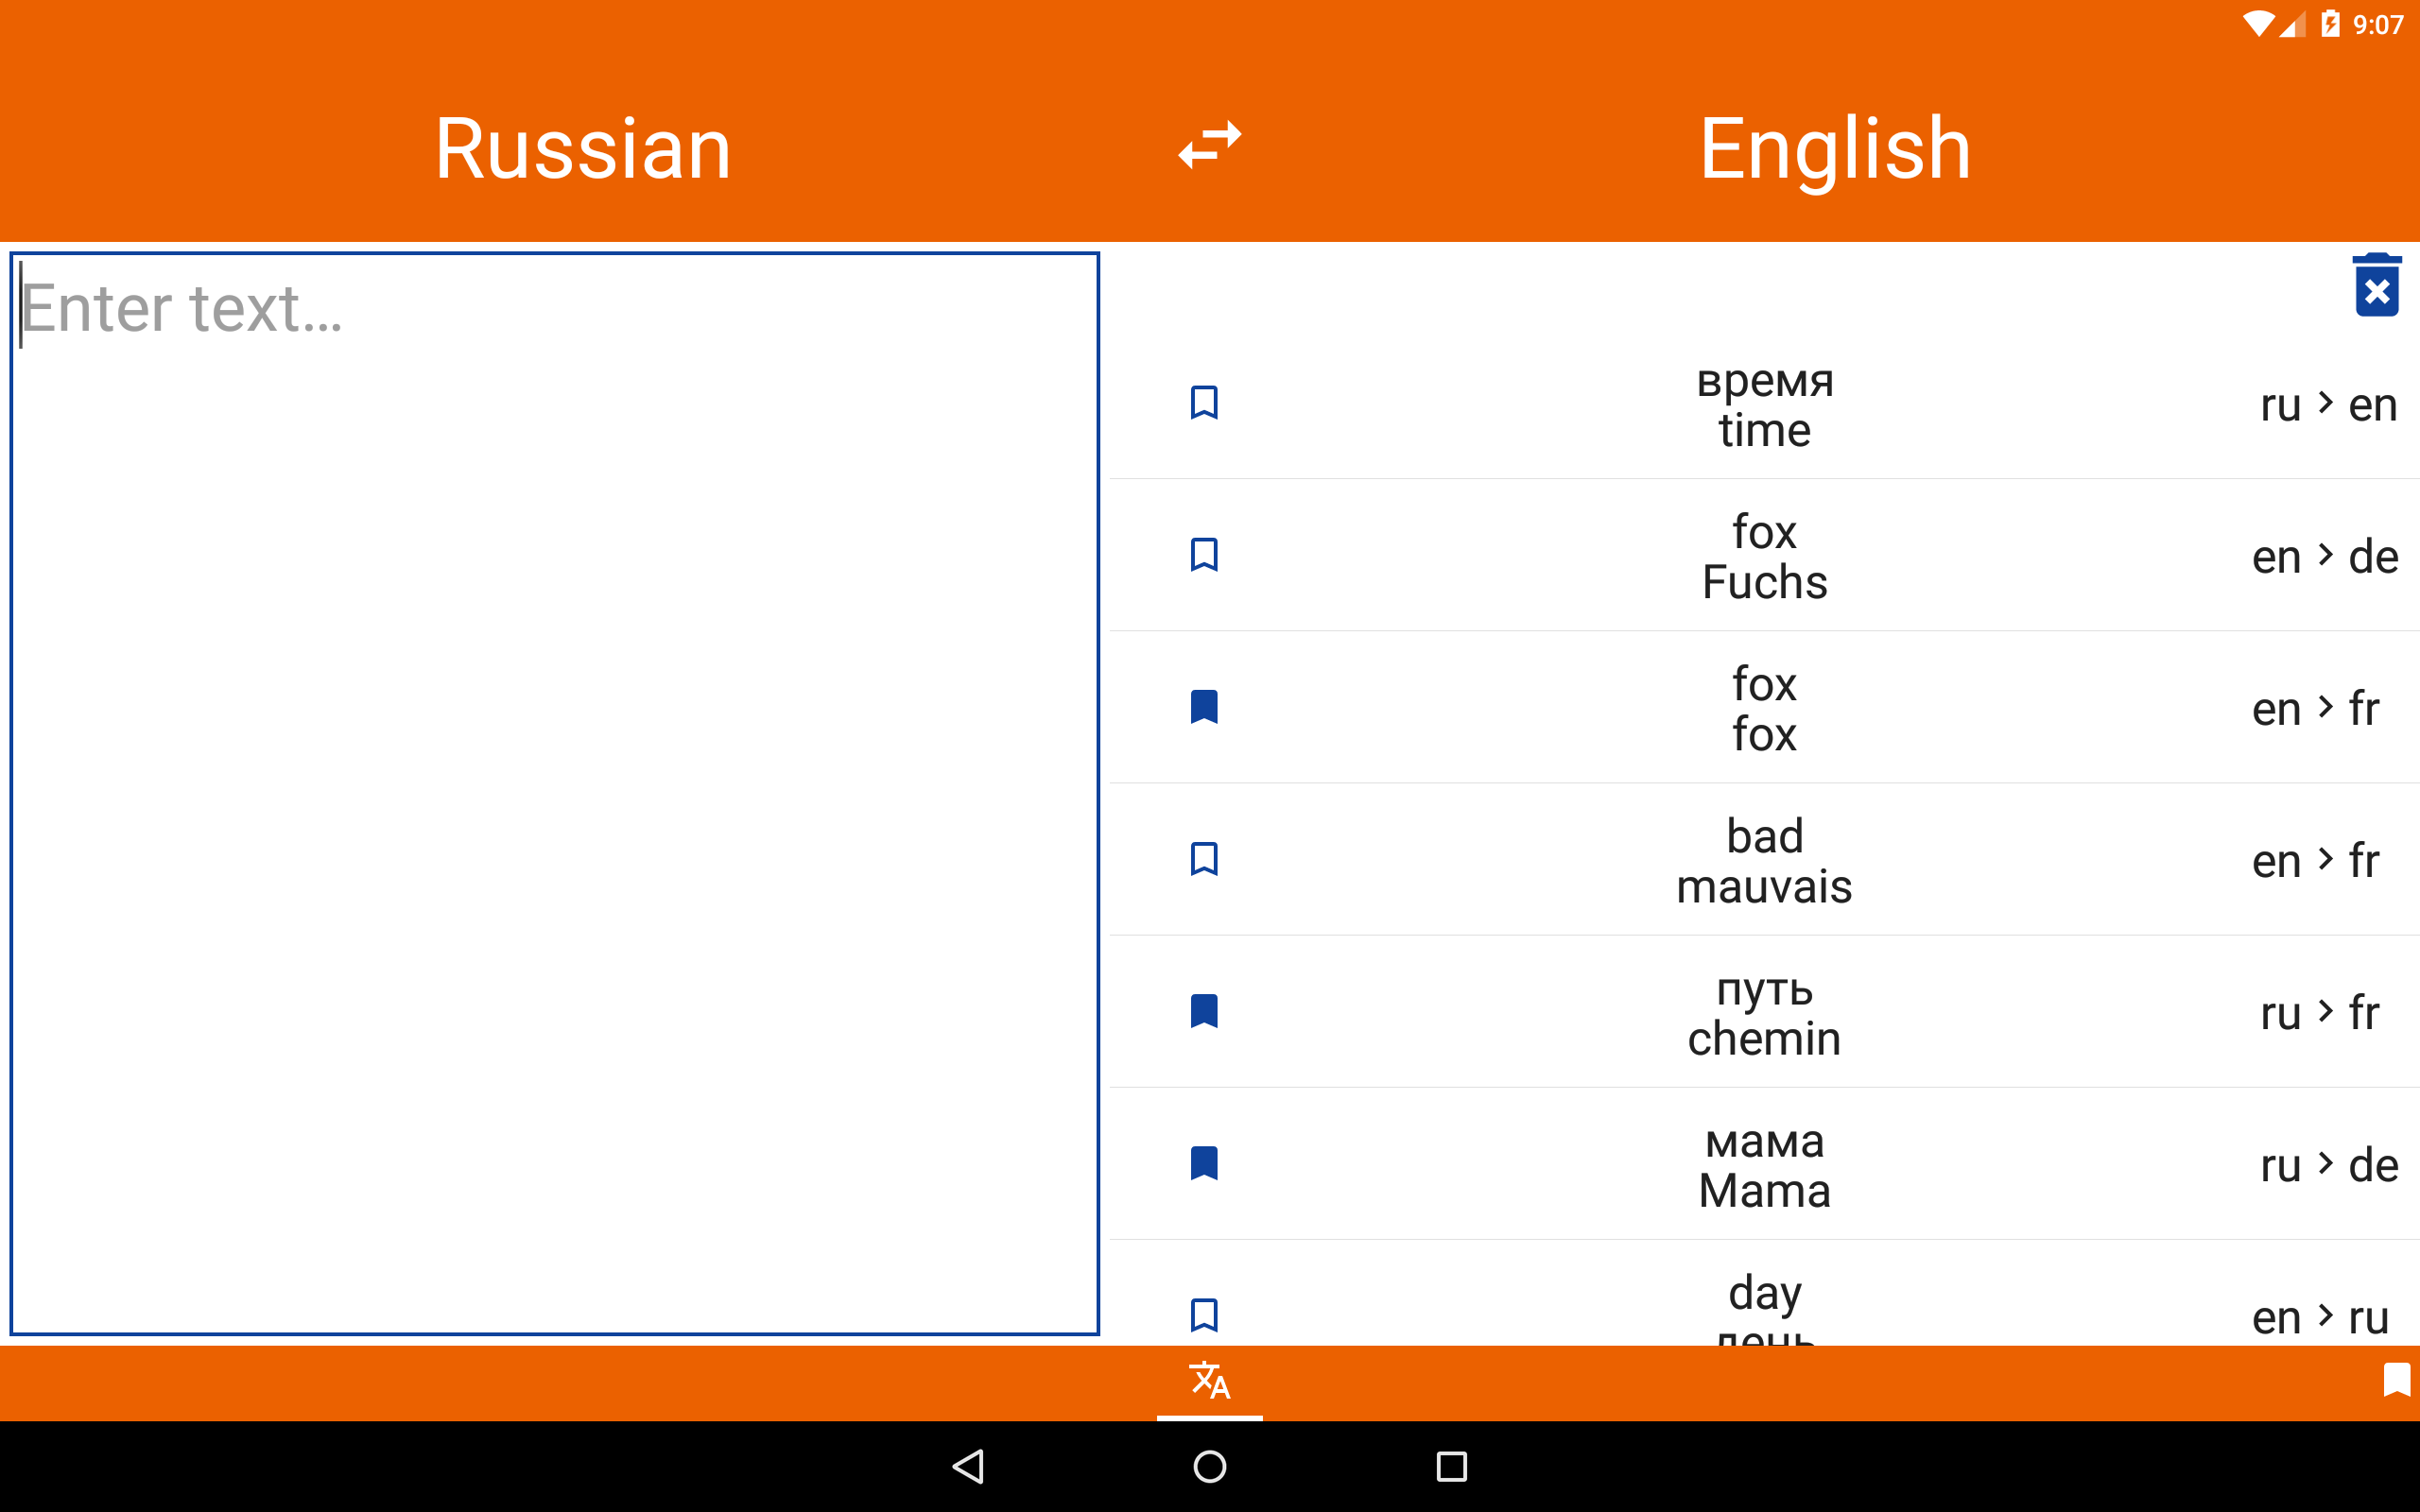 9:07
Russian
English
Enter text...
время
time
ru > en
fox
Fuchs
en > de
fox
fox
en > fr
bad
mauvais
en > fr
путь
chemin
ru > fr
мама
Mama
ru > de
day
день
en > ru